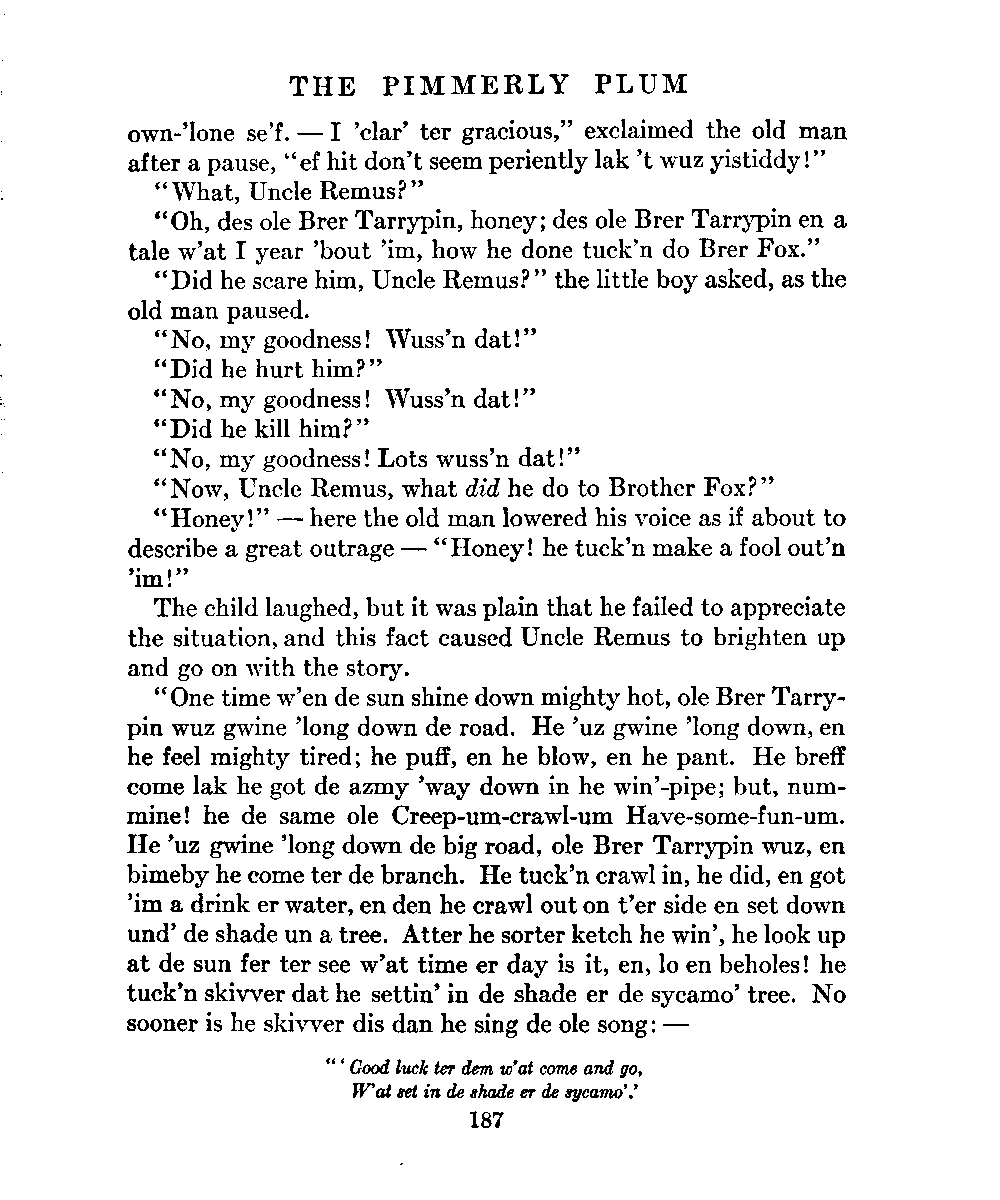 THE PIMMERLY PLUM
own-'lone se'f. — I 'clar' ter gracious," exclaimed the old man
after a pause, "ef hit don't seem periently lak 't wuz yistiddy!"
"What, Uncle Remus?"
"Oh, des ole Brer Tarrypin, honey; des ole Brer Tarrypin en a
tale w'at I year 'bout 'im, how he done tuck'n do Brer Fox."
"Did he scare him, Uncle Remus?" the little boy asked, as the
old man paused.
"No, my goodness! Wuss'n dat!"
"Did he hurt him?"
"No, my goodness! Wuss'n dat!"
"Did he kill him?"
"No, my goodness! Lots wuss'n dat!"
"Now, Uncle Remus, what did he do to Brother Fox?"
"Honey!" — here the old man lowered his voice as if about to
describe a great outrage — "Honey! he tuck'n make a fool out'n
'im!"
The child laughed, but it was plain that he failed to appreciate
the situation, and this fact caused Uncle Remus to brighten up
and go on with the story.
"One time w'en de sun shine down mighty hot, ole Brer Tarry-
pin wuz gwine 'long down de road. He 'uz gwine 'long down, en
he feel mighty tired; he puff, en he blow, en he pant. He breff
come lak he got de azmy 'way down in he win'-pipe; but, num-
mine! he de same ole Creep-um-crawl-um Have-some-fun-um.
He 'uz gwine 'long down de big road, ole Brer Tarrypin wuz, en
bimeby he come ter de branch. He tuck'n crawl in, he did, en got
'im a drink er water, en den he crawl out on t'er side en set down
und' de shade un a tree. Atter he sorter ketch he win', he look up
at de sun fer ter see w'at time er day is it, en, lo en beholes! he
tuck'n skivver dat he settin' in de shade er de sycamo' tree. No
sooner is he skivver dis dan he sing de ole song: —
"'Good luck ter dem w'at come and go,
W'at set in de shade er de sycamo'.'
187